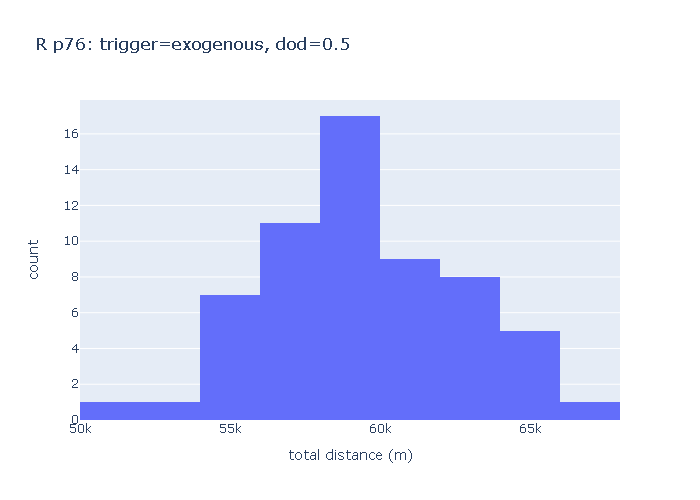 R p76: trigger=exogenous, dod=0.5
16
14
12
10
8
6
4
2
0
50k 55k 60k 65k
count
total distance (m)